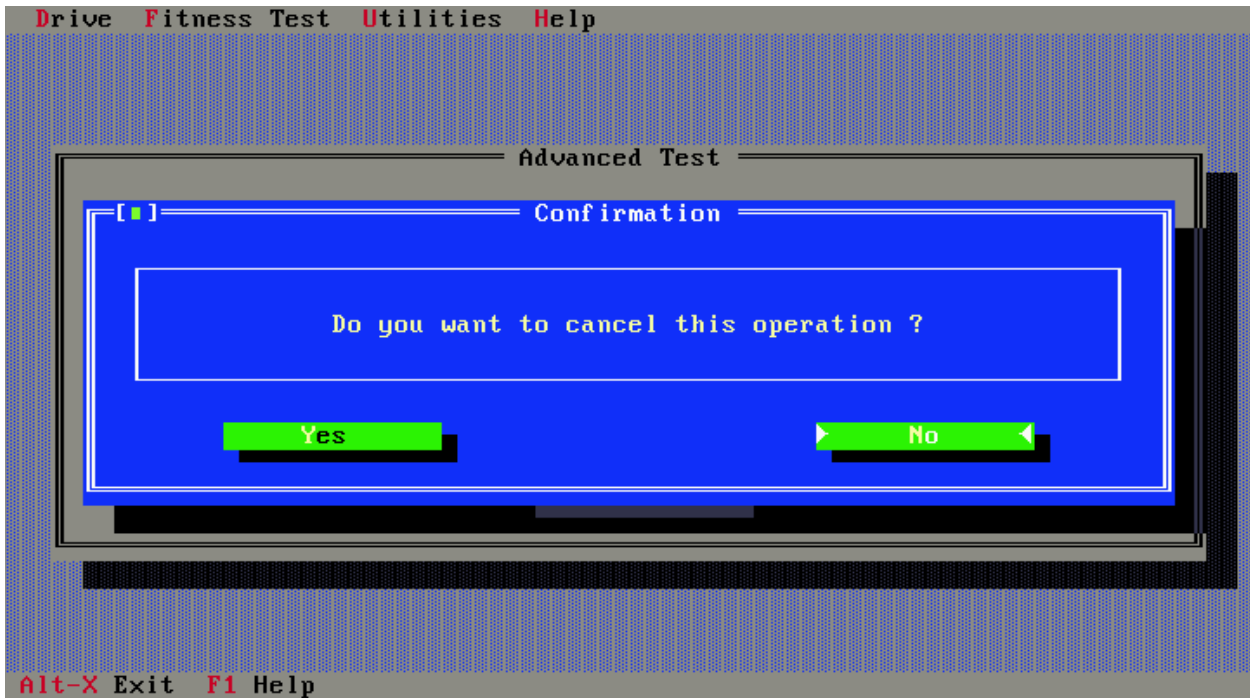 Drive Fitness Test Utilities Help
Advanced Test
Confirmation
Do you want to cancel this operation ?
Yes No
Alt-X Exit F1 Help